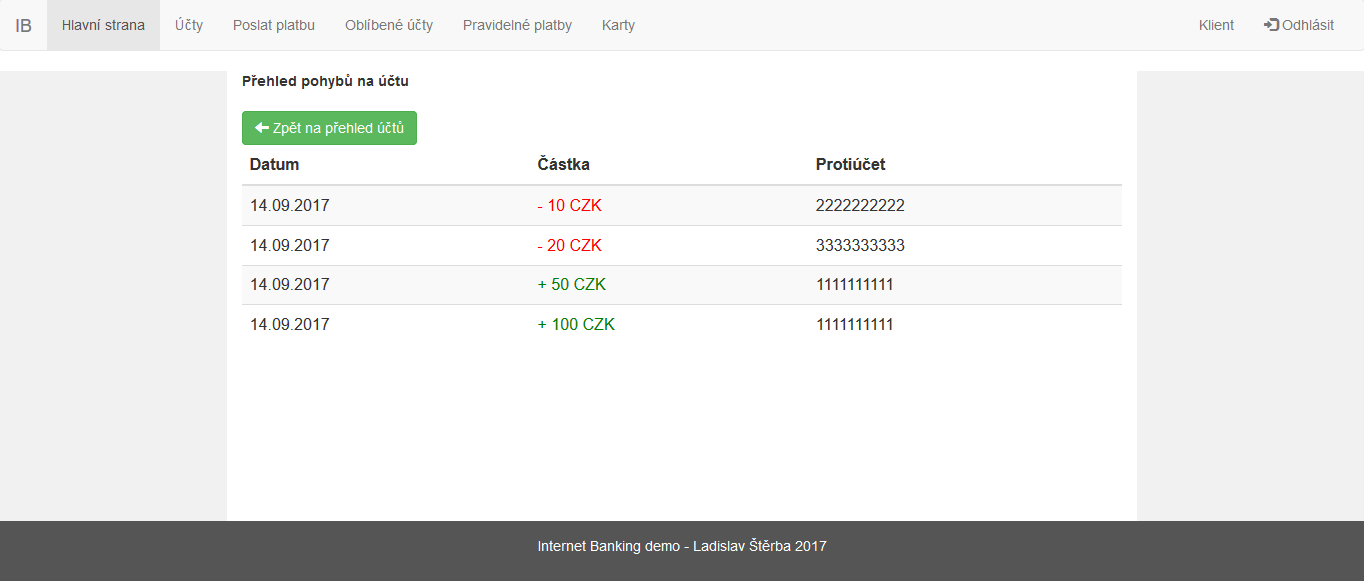 IB Hlavní strana Účty Poslat platbu Oblíbené účty Pravidelné platby Karty Klient Odhlásit
Přehled pohybů na účtu
Zpět na přehled účtů
Datum Částka Protiúčet
14.09.2017 - 10 CZK 2222222222
14.09.2017 - 20 CZK 3333333333
14.09.2017 + 50 CZK 1111111111
14.09.2017 + 100 CZK 1111111111
Internet Banking demo - Ladislav Štěrba 2017